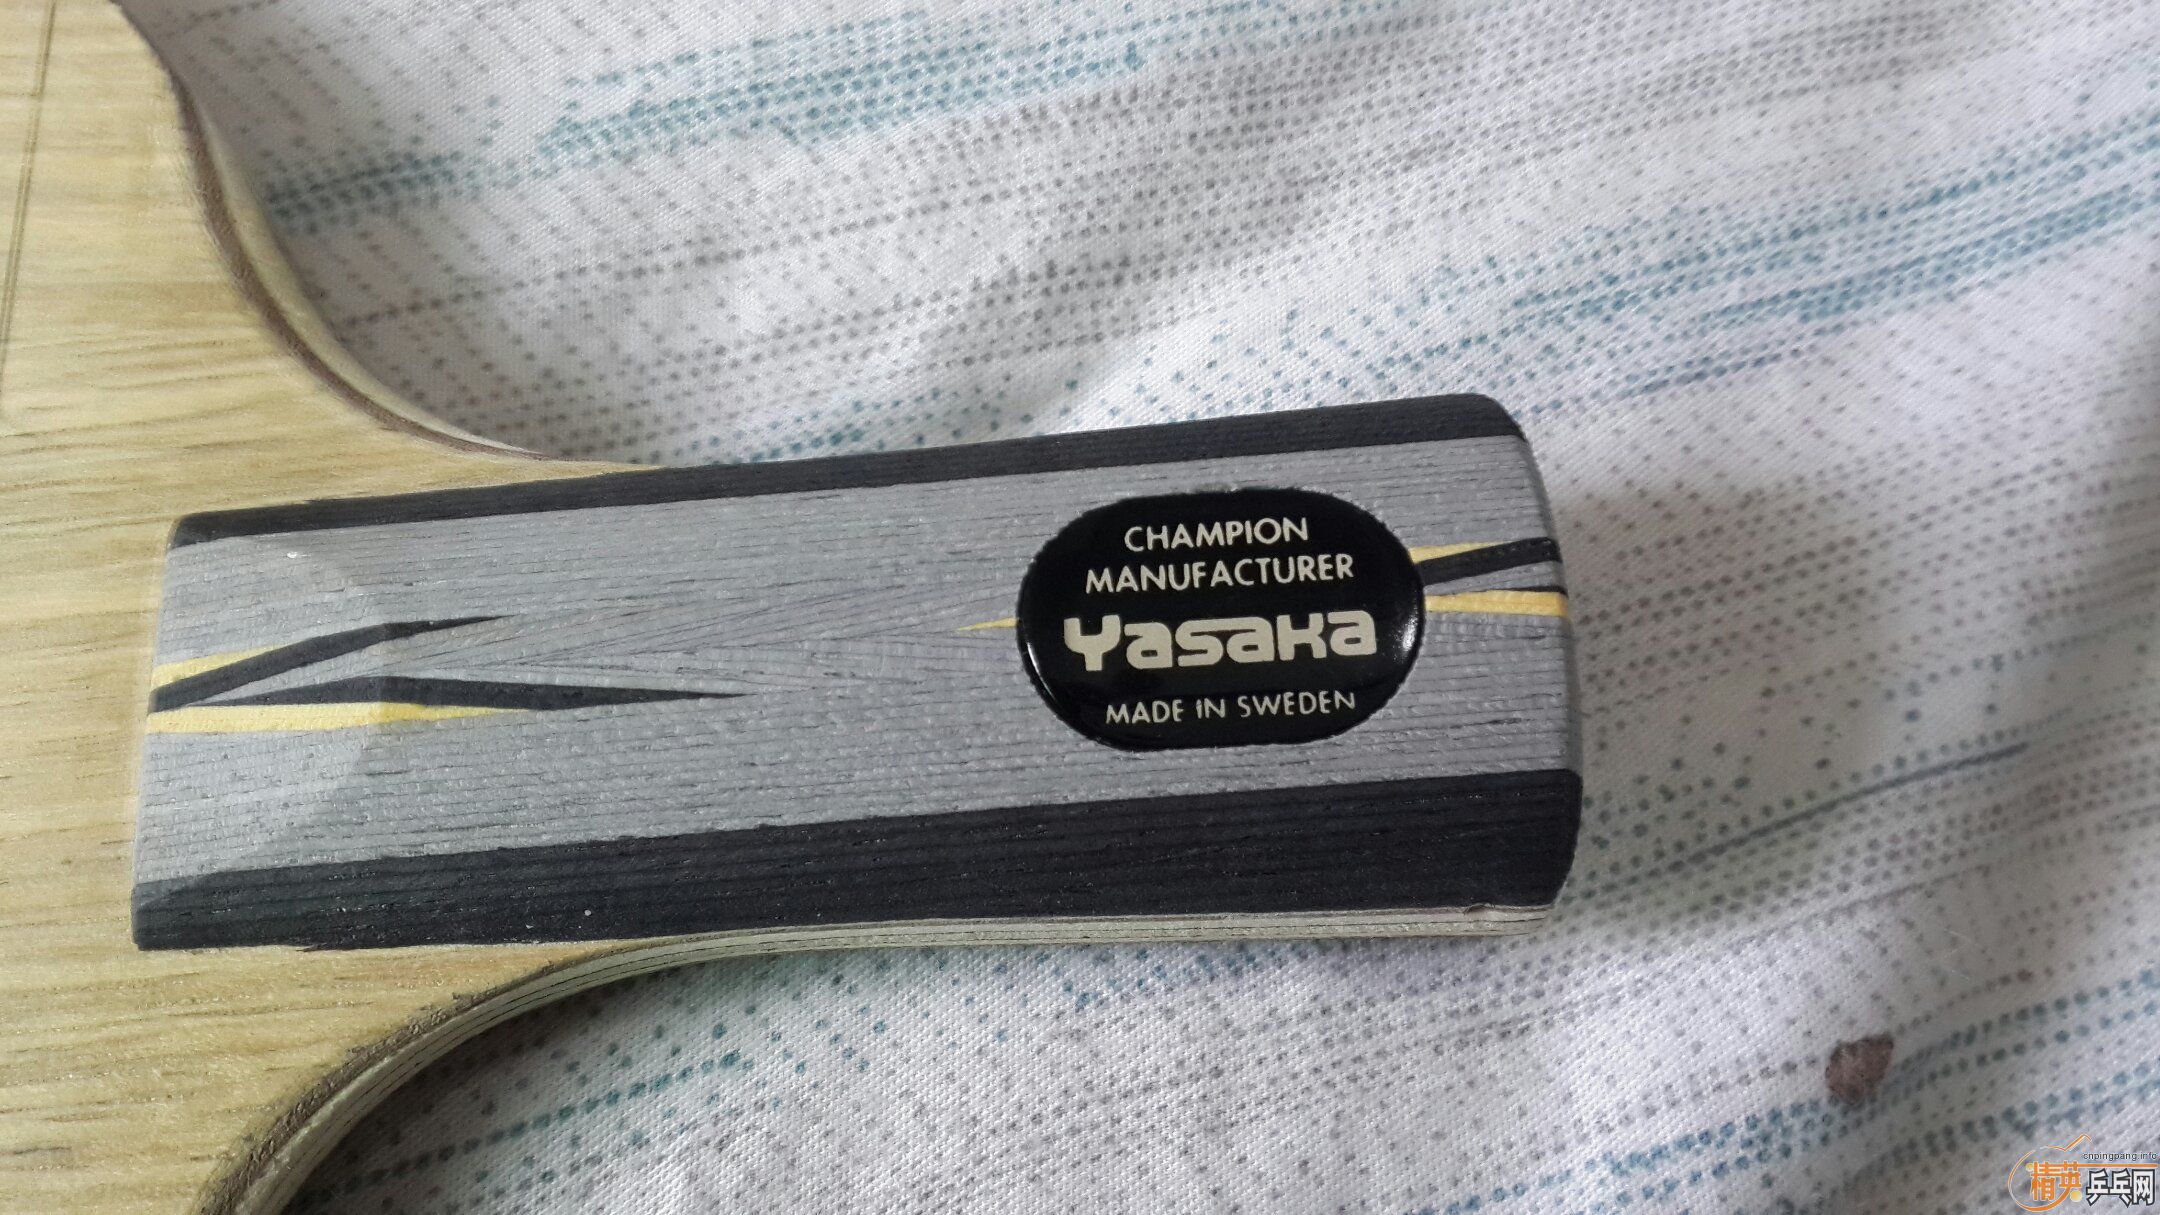 CHAMPION
MANUFACTURER
Yasaka
MADE IN SWEDEN
cnpingpang.info
精英乒乓网